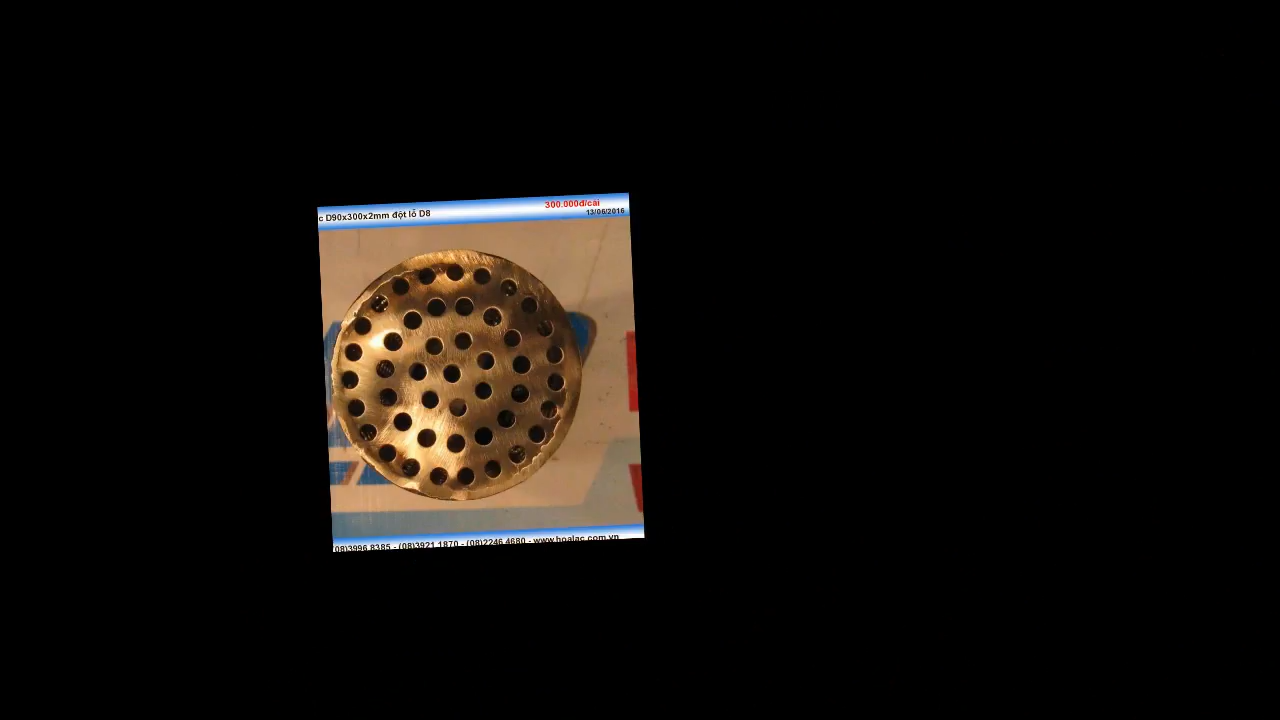 c D90x300x2mm đột lỗ D8
300.000đ/cái
13/06/2016
(08)3996.8385 - (08)3921.1870 - (08)2246.4680 - www.hoalac.com.vn